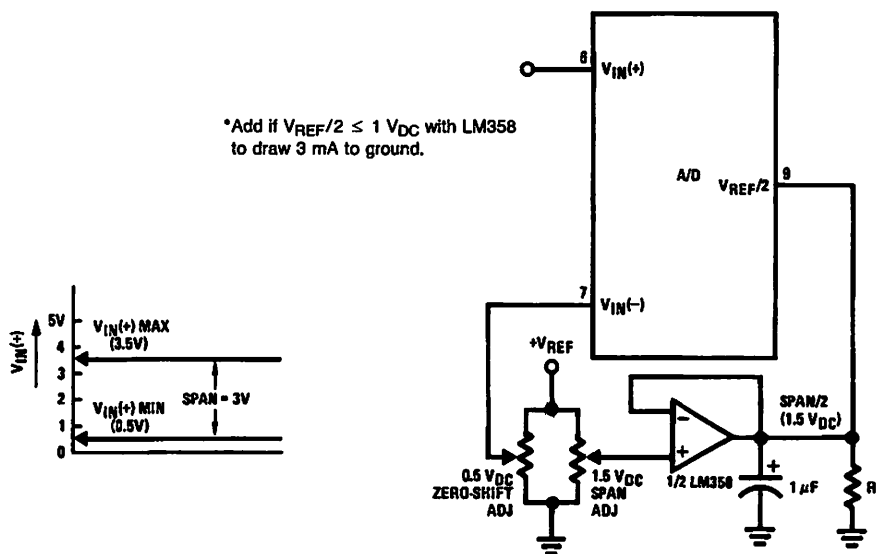 6
V_IN(+)
*Add if V_REF/2 ≤ 1 V_DC with LM358
to draw 3 mA to ground.
A/D
V_REF/2
9
7
V_IN(−)
V_IN(+)
5V
4
3
2
1
0
V_IN(+) MAX
(3.5V)
SPAN = 3V
V_IN(+) MIN
(0.5V)
+V_REF
0.5 V_DC
ZERO-SHIFT
ADJ
1.5 V_DC
SPAN
ADJ
−
+
1/2 LM358
SPAN/2
(1.5 V_DC)
+
1 µF
R